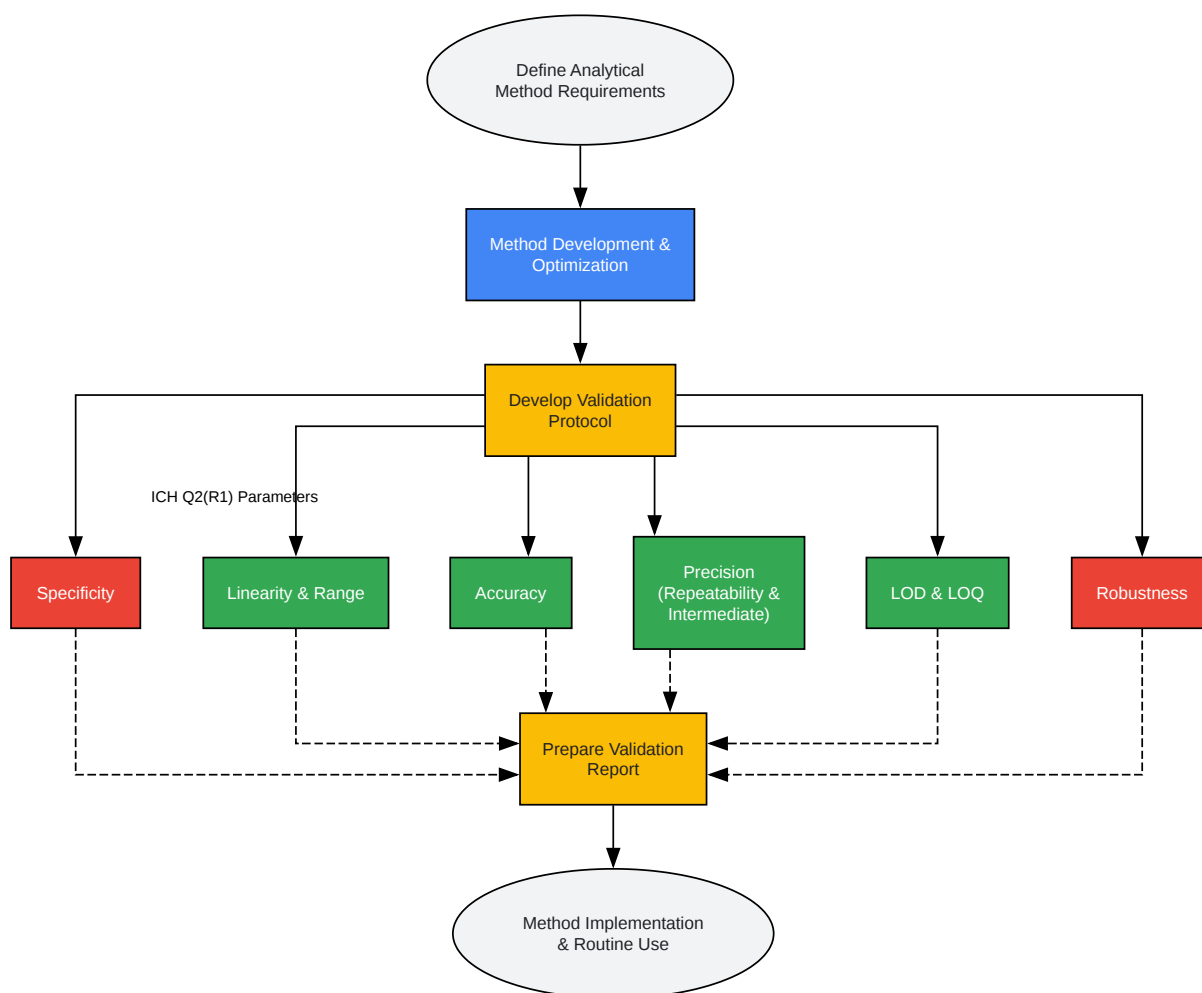 Define Analytical
Method Requirements
Method Development &
Optimization
Develop Validation
Protocol
ICH Q2(R1) Parameters
Specificity
Linearity & Range
Accuracy
Precision
(Repeatability &
Intermediate)
LOD & LOQ
Robustness
Prepare Validation
Report
Method Implementation
& Routine Use